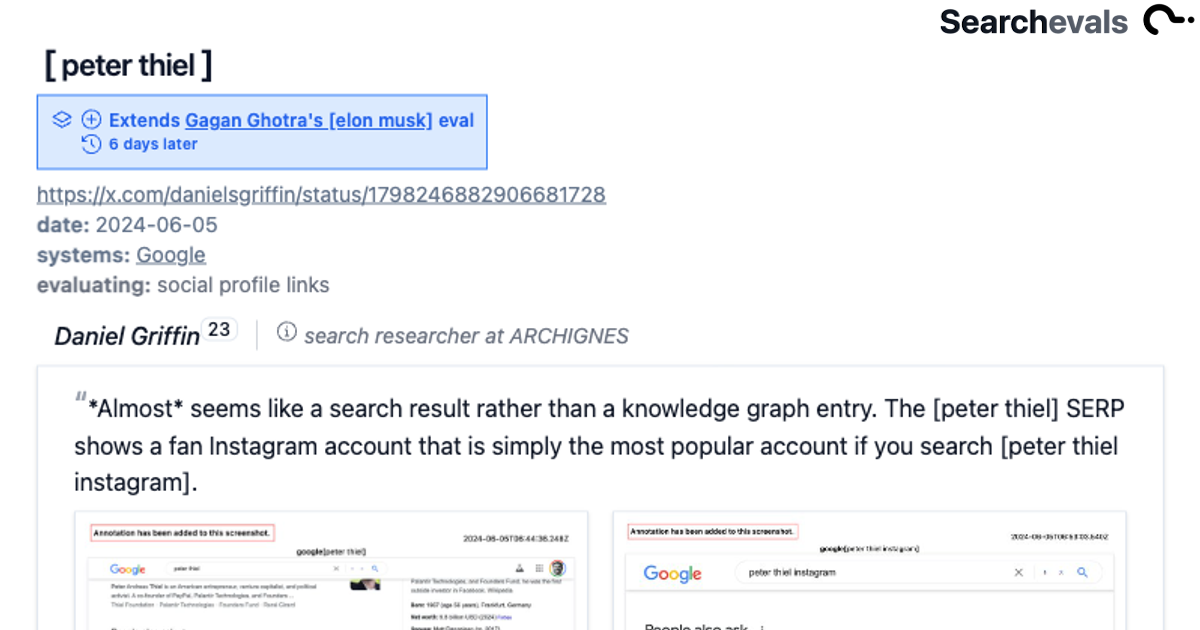 Searchevals
[ peter thiel ]
Extends Gagan Ghotra's [elon musk] eval
6 days later
https://x.com/danielsgriffin/status/1798246882906681728
date: 2024-06-05
systems: Google
evaluating: social profile links
Daniel Griffin 23
search researcher at ARCHIGNES
"*Almost* seems like a search result rather than a knowledge graph entry. The [peter thiel] SERP
shows a fan Instagram account that is simply the most popular account if you search [peter thiel
instagram].
Annotation has been added to this screenshot.
2024-06-05T06:44:36.248Z
google[peter thiel]
Google
peter thiel
Peter Andreas Thiel is an American entrepreneur, venture capitalist, and political
activist. A co-founder of PayPal, Palantir Technologies, and Founders ...
Thiel Foundation · Palantir Technologies · Founders Fund · René Girard
Palantir Technologies, and Founders Fund, he was the first
outside investor in Facebook. Wikipedia
Born: 1967 (age 56 years), Frankfurt, Germany
Net worth: 
Annotation has been added to this screenshot.
google[peter thiel instagram]
Google
peter thiel instagram
People also ask